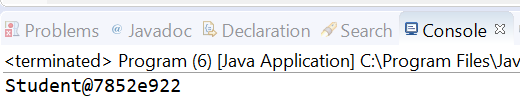 Problems @ Javadoc Declaration Search Console
<terminated> Program (6) [Java Application] C:\Program Files\Jav
Student@7852e922